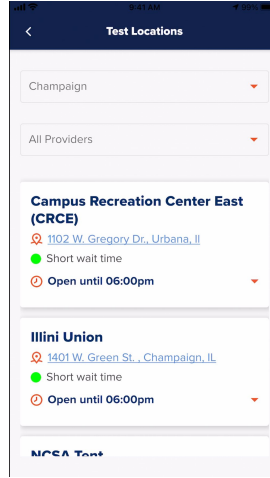 9:41 AM
Test Locations
Champaign
All Providers
Campus Recreation Center East
(CRCE)
1102 W. Gregory Dr., Urbana, Il
Short wait time
Open until 06:00pm
Illini Union
1401 W. Green St. , Champaign, IL
Short wait time
Open until 06:00pm
NCSA Tent